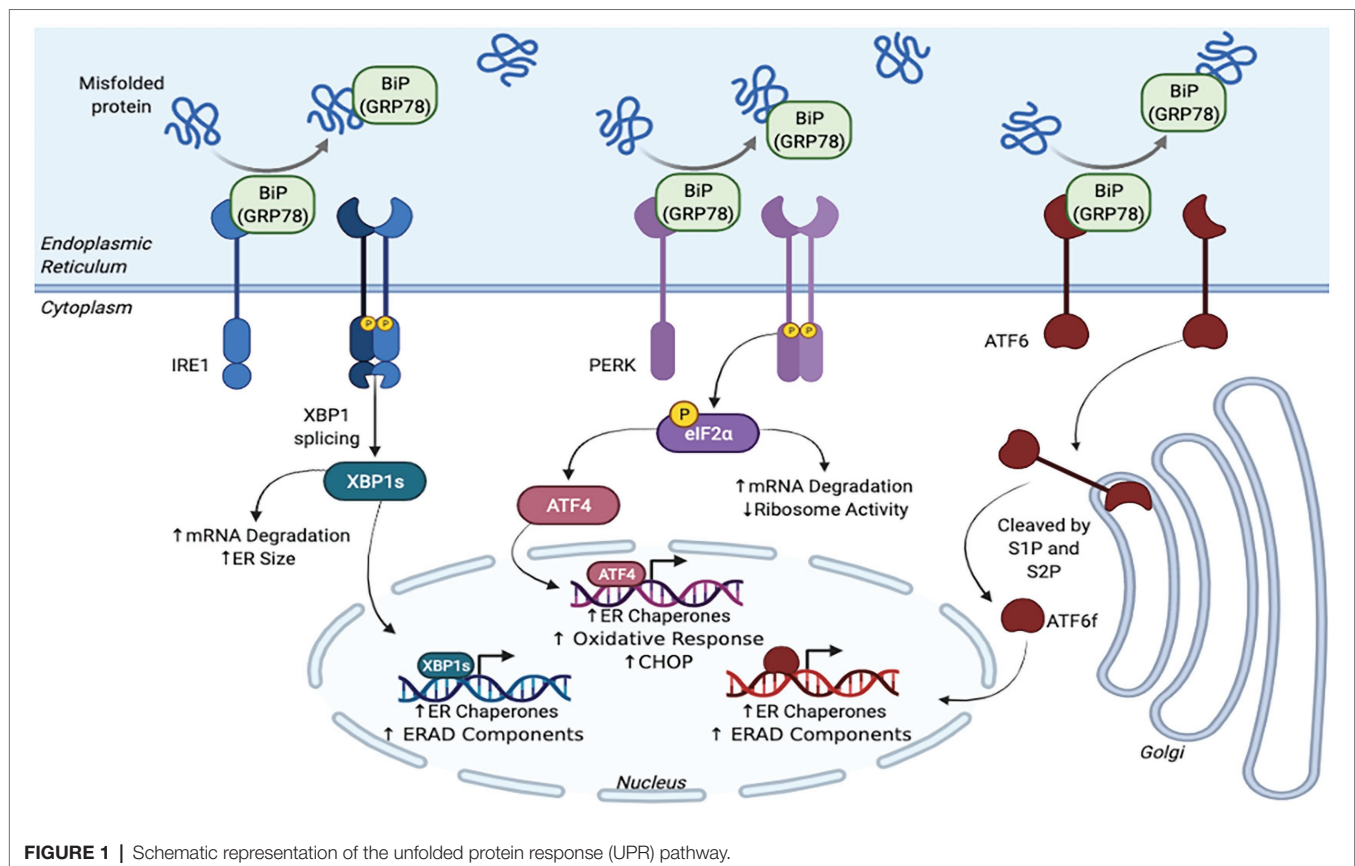 Misfolded
protein
BiP
(GRP78)
BiP
(GRP78)
BiP
(GRP78)
BiP
(GRP78)
BiP
(GRP78)
BiP
(GRP78)
Endoplasmic
Reticulum
Cytoplasm
P
P
P
P
IRE1
PERK
ATF6
XBP1
splicing
P
eIF2α
XBP1s
ATF4
↑mRNA Degradation
↓Ribosome Activity
↑mRNA Degradation
↑ER Size
Cleaved by
S1P and
S2P
ATF4
↑ER Chaperones
↑ Oxidative Response
↑CHOP
ATF6f
XBP1s
↑ER Chaperones
↑ ERAD Components
↑ER Chaperones
↑ ERAD Components
Golgi
Nucleus
FIGURE 1 | Schematic representation of the unfolded protein response (UPR) pathway.